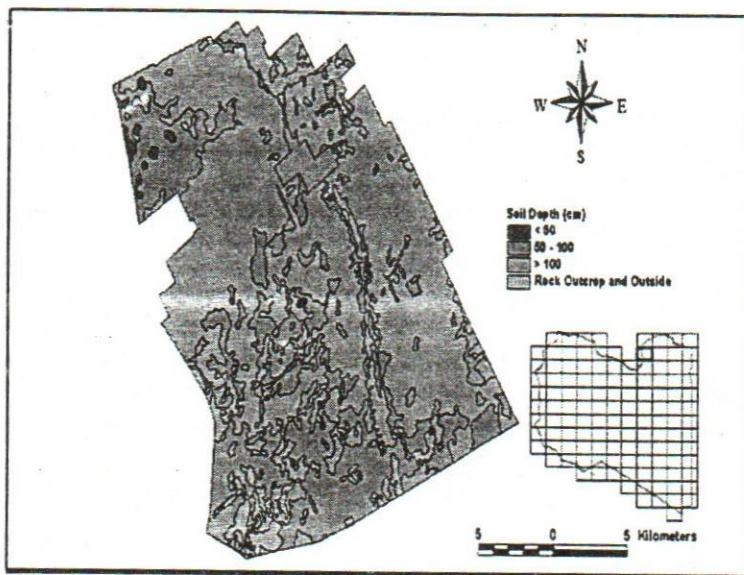 N
W E
S
Soil Depth (cm)
< 50
50 - 100
> 100
Rock Outcrop and Outside
5 0 5 Kilometers